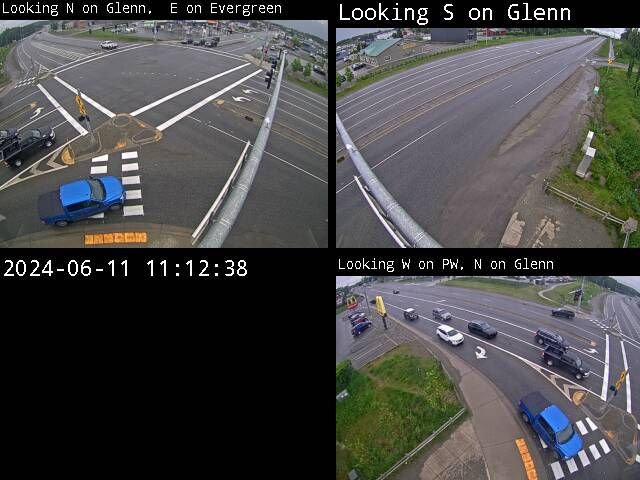 Looking N on Glenn,  E on Evergreen
Looking S on Glenn
2024-06-11 11:12:38
Looking W on PW, N on Glenn